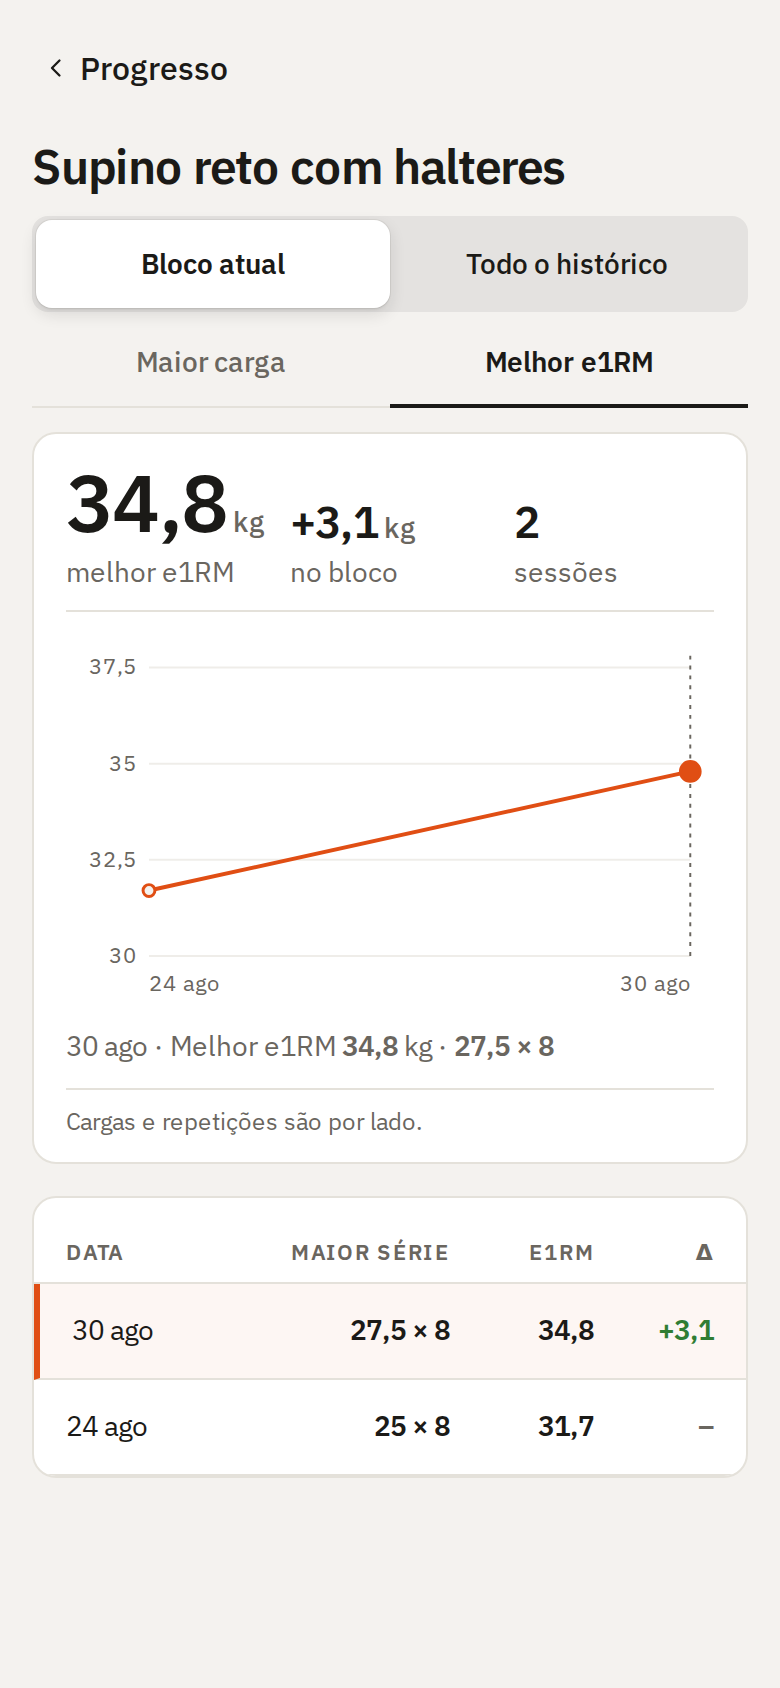 Progresso
Supino reto com halteres
Bloco atual Todo o histórico
Maior carga Melhor e1RM
34,8 kg +3,1 kg 2
melhor e1RM no bloco sessões
37,5
35
32,5
30
24 ago 30 ago
30 ago · Melhor e1RM 34,8 kg · 27,5 × 8
Cargas e repetições são por lado.
DATA MAIOR SÉRIE E1RM Δ
30 ago 27,5 × 8 34,8 +3,1
24 ago 25 × 8 31,7 –